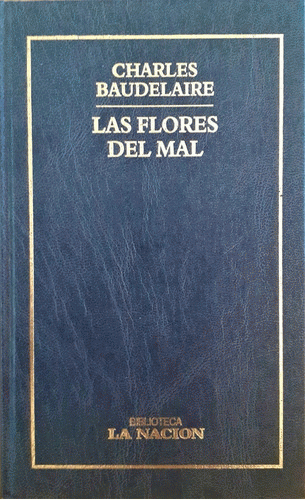 CHARLES
BAUDELAIRE
LAS FLORES
DEL MAL
BIBLIOTECA
LA NACION